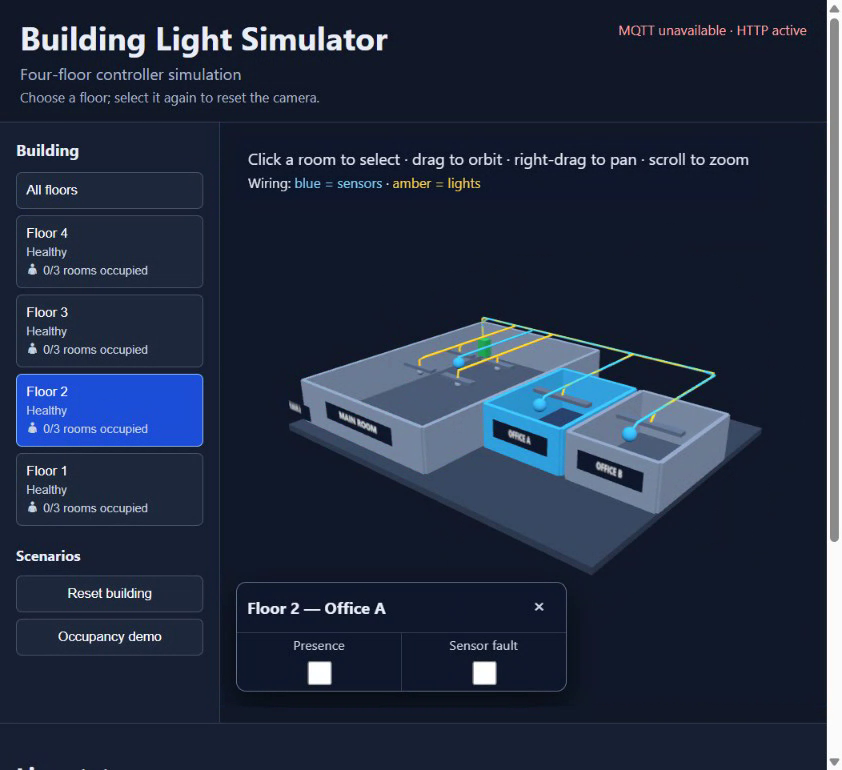 Building Light Simulator
MQTT unavailable · HTTP active
Four-floor controller simulation
Choose a floor; select it again to reset the camera.
Building
All floors
Floor 4
Healthy
0/3 rooms occupied
Floor 3
Healthy
0/3 rooms occupied
Floor 2
Healthy
0/3 rooms occupied
Floor 1
Healthy
0/3 rooms occupied
Scenarios
Reset building
Occupancy demo
Click a room to select · drag to orbit · right-drag to pan · scroll to zoom
Wiring: blue = sensors · amber = lights
MAIN ROOM
OFFICE A
OFFICE B
Floor 2 — Office A
×
Presence
Sensor fault